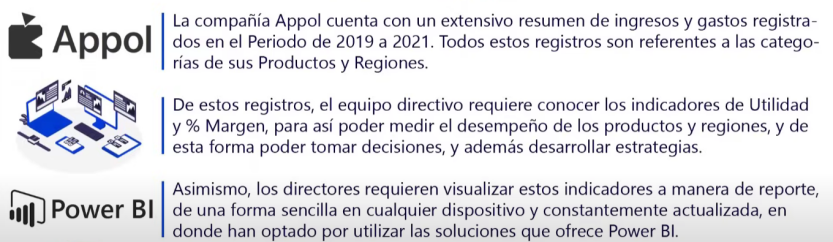 Appol
La compañía Appol cuenta con un extensivo resumen de ingresos y gastos registra-
dos en el Periodo de 2019 a 2021. Todos estos registros son referentes a las catego-
rías de sus Productos y Regiones.
De estos registros, el equipo directivo requiere conocer los indicadores de Utilidad
y % Margen, para así poder medir el desempeño de los productos y regiones, y de
esta forma poder tomar decisiones, y además desarrollar estrategias.
Power BI
Asimismo, los directores requieren visualizar estos indicadores a manera de reporte,
de una forma sencilla en cualquier dispositivo y constantemente actualizada, en
donde han optado por utilizar las soluciones que ofrece Power BI.